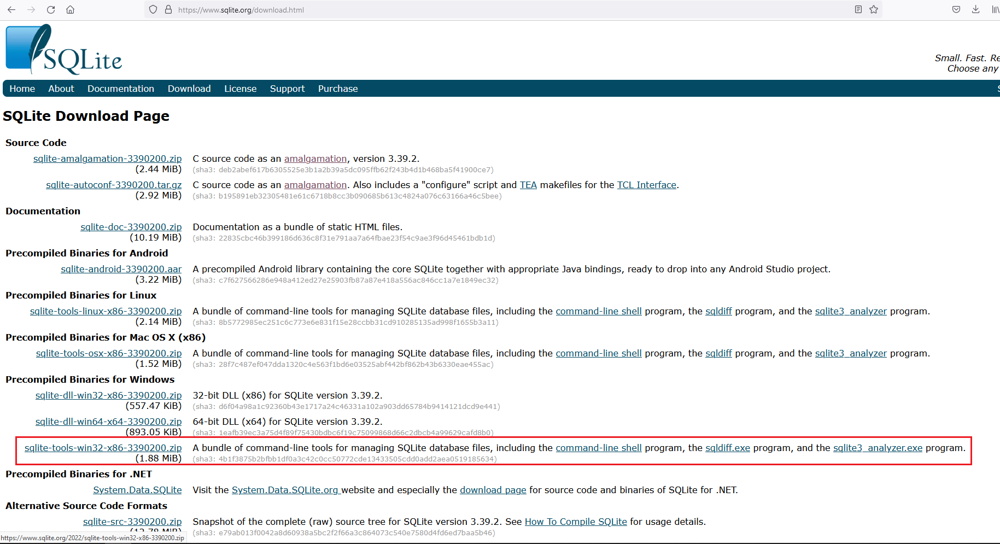 https://www.sqlite.org/download.html
SQLite
Small. Fast. Re
Choose any
Home About Documentation Download License Support Purchase
SQLite Download Page
Source Code
sqlite-amalgamation-3390200.zip C source code as an amalgamation, version 3.39.2.
(2.44 MiB) (sha3: deb2abef617b6305525e3b1a2b39a5dc095ffb62f243b4d1b468ba5f41900ce7)
sqlite-autoconf-3390200.tar.gz C source code as an amalgamation. Also includes a "configure" script and TEA makefiles for the TCL Interface.
(2.92 MiB) (sha3: b195891eb32305481e61c6718b8cc3b090685b613c4824a076c63166a46c5bee)
Documentation
sqlite-doc-3390200.zip Documentation as a bundle of static HTML files.
(10.19 MiB) (sha3: 22835cbc46b399186d636c8f31e791aa7a64fbae23f54c9ae3f96d45461bdb1d)
Precompiled Binaries for Android
sqlite-android-3390200.aar A precompiled Android library containing the core SQLite together with appropriate Java bindings, ready to drop into any Android Studio project.
(3.22 MiB) (sha3: c7f627566286e948a412ed27e25903fb87a87e418a556ac846cc1a7e1849ec32)
Precompiled Binaries for Linux
sqlite-tools-linux-x86-3390200.zip A bundle of command-line tools for managing SQLite database files, including the command-line shell program, the sqldiff program, and the sqlite3_analyzer program.
(2.14 MiB) (sha3: 8b5772985ec251c6c773e6e831f15e28ccbb31cd910285135ad998f1655b3a11)
Precompiled Binaries for Mac OS X (x86)
sqlite-tools-osx-x86-3390200.zip A bundle of command-line tools for managing SQLite database files, including the command-line shell program, the sqldiff program, and the sqlite3_analyzer program.
(1.52 MiB) (sha3: 28f7c487ef047dda1320c4e563f1bd6e03525abf442bf862b43b6330eae455ac)
Precompiled Binaries for Windows
sqlite-dll-win32-x86-3390200.zip 32-bit DLL (x86) for SQLite version 3.39.2.
(557.47 KiB) (sha3: d6f04a98a1c92360b43e1717a24c46331a102a903dd65784b9414121dcd9e441)
sqlite-dll-win64-x64-3390200.zip 64-bit DLL (x64) for SQLite version 3.39.2.
(893.05 KiB) (sha3: 1eafb39ec3a75d4f89f75430bdbc6f19c75099868d66c2dbcb4a99629cafd8b0)
sqlite-tools-win32-x86-3390200.zip A bundle of command-line tools for managing SQLite database files, including the command-line shell program, the sqldiff.exe program, and the sqlite3_analyzer.exe program.
(1.88 MiB) (sha3: 4b1f3875b2bfbb1df0a3c42c0cc50772cde13433505cdd0add2aea0519185634)
Precompiled Binaries for .NET
System.Data.SQLite Visit the System.Data.SQLite.org website and especially the download page for source code and binaries of SQLite for .NET.
Alternative Source Code Formats
sqlite-src-3390200.zip Snapshot of the complete (raw) source tree for SQLite version 3.39.2. See How To Compile SQLite for usage details.
(12.78 MiB) (sha3: e79ab013f0042a8d60938a5bc2f2f66a3c864073c540e7580d4fd6ed7baa5b46)
https://www.sqlite.org/2022/sqlite-tools-win32-x86-3390200.zip